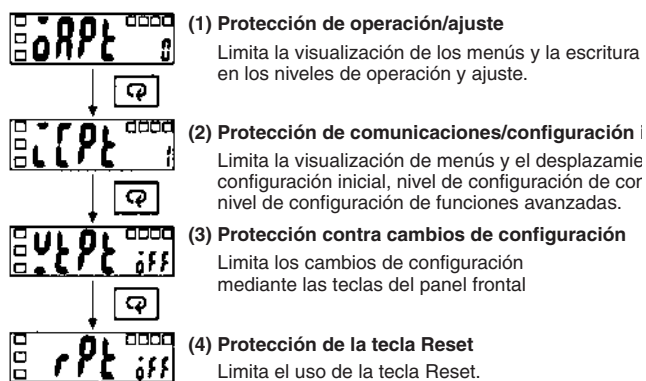 oAPt 0
(1) Protección de operación/ajuste
Limita la visualización de los menús y la escritura
en los niveles de operación y ajuste.
iCPt 1
(2) Protección de comunicaciones/configuración
Limita la visualización de menús y el
configuración inicial, nivel de configuración de
nivel de configuración de funciones avanzadas.
WtPt oFF
(3) Protección contra cambios de configuración
Limita los cambios de configuración
mediante las teclas del panel frontal
rPt oFF
(4) Protección de la tecla Reset
Limita el uso de la tecla Reset.